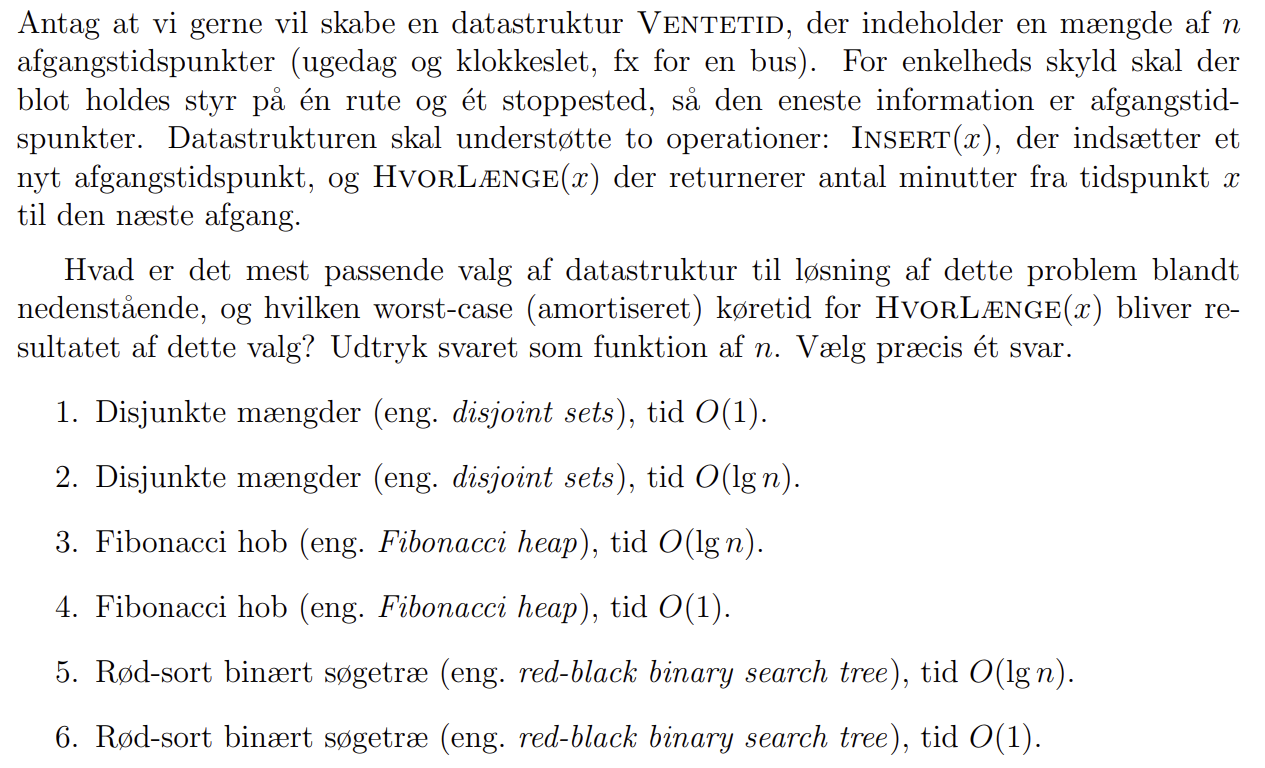 Antag at vi gerne vil skabe en datastruktur VENTETID, der indeholder en mængde af n
afgangstidspunkter (ugedag og klokkeslet, fx for en bus). For enkelheds skyld skal der
blot holdes styr på én rute og ét stoppested, så den eneste information er afgangstid-
spunkter. Datastrukturen skal understøtte to operationer: INSERT(x), der indsætter et
nyt afgangstidspunkt, og HVORLÆNGE(x) der returnerer antal minutter fra tidspunkt x
til den næste afgang.
Hvad er det mest passende valg af datastruktur til løsning af dette problem blandt
nedenstående, og hvilken worst-case (amortiseret) køretid for HVORLÆNGE(x) bliver re-
sultatet af dette valg? Udtryk svaret som funktion af n. Vælg præcis ét svar.
1. Disjunkte mængder (eng. disjoint sets), tid O(1).
2. Disjunkte mængder (eng. disjoint sets), tid O(lg n).
3. Fibonacci hob (eng. Fibonacci heap), tid O(lg n).
4. Fibonacci hob (eng. Fibonacci heap), tid O(1).
5. Rød-sort binært søgetræ (eng. red-black binary search tree), tid O(lg n).
6. Rød-sort binært søgetræ (eng. red-black binary search tree), tid O(1).